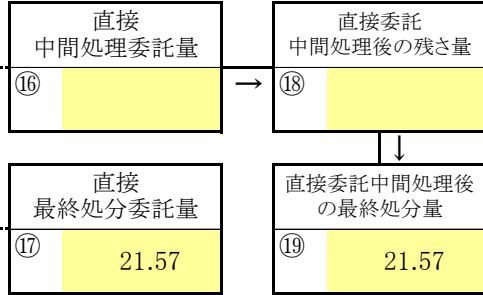 直接
中間処理委託量
⑯
→
直接委託
中間処理後の残さ量
⑱
↓
直接
最終処分委託量
⑰
21.57
直接委託中間処理後
の最終処分量
⑲
21.57